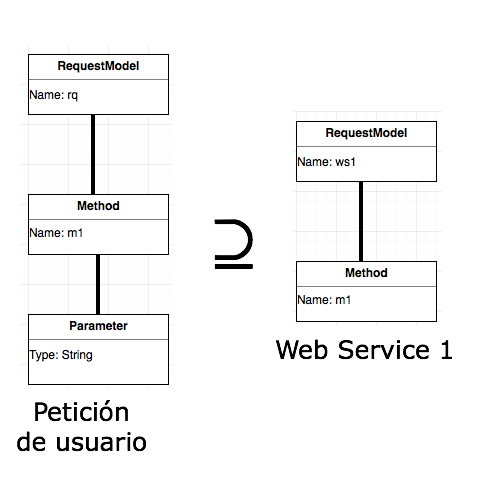 RequestModel
Name: rq
Method
Name: m1
Parameter
Type: String
Petición
de usuario
⊇
RequestModel
Name: ws1
Method
Name: m1
Web Service 1